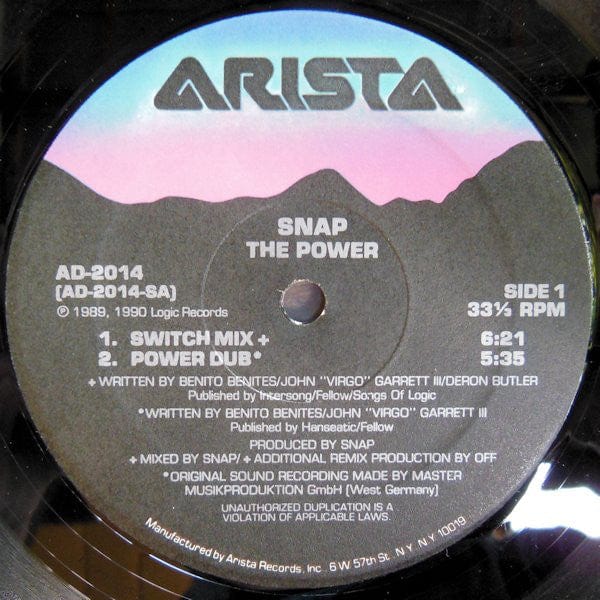 ARISTA
SNAP
THE POWER
AD-2014
(AD-2014-SA)
℗ 1989, 1990 Logic Records
SIDE 1
33⅓ RPM
1. SWITCH MIX + 6:21
2. POWER DUB* 5:35
+ WRITTEN BY BENITO BENITES/JOHN "VIRGO" GARRETT III/DERON BUTLER
Published by Intersong/Fellow/Songs Of Logic
*WRITTEN BY BENITO BENITES/JOHN "VIRGO" GARRETT III
Published by Hanseatic/Fellow
PRODUCED BY SNAP
+ MIXED BY SNAP/ + ADDITIONAL REMIX PRODUCTION BY OFF
*ORIGINAL SOUND RECORDING MADE BY MASTER
MUSIKPRODUKTION GmbH (West Germany)
UNAUTHORIZED DUPLICATION IS A
VIOLATION OF APPLICABLE LAWS.
Manufactured by Arista Records, Inc., 6 W 57th St., N.Y., N.Y. 10019